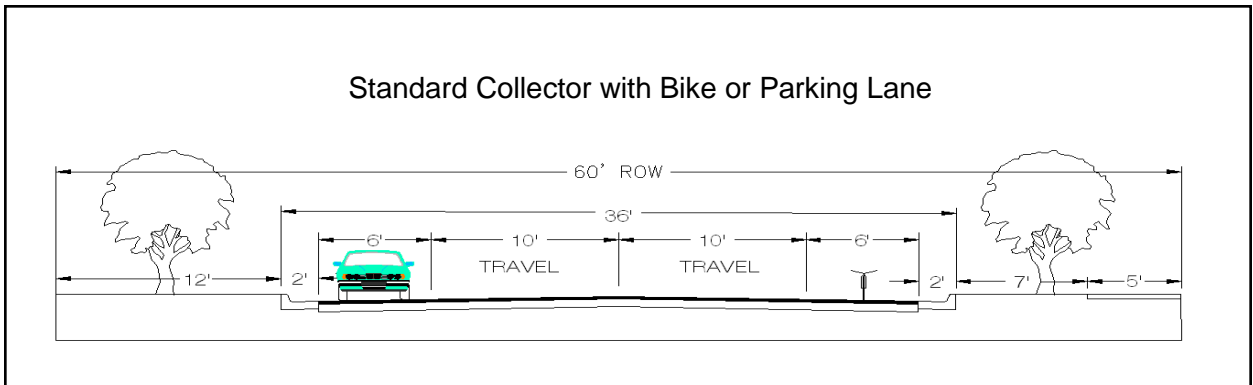 Standard Collector with Bike or Parking Lane
60' ROW
36'
6' 10' 10' 6'
TRAVEL TRAVEL
12' 2' 2' 7' 5'